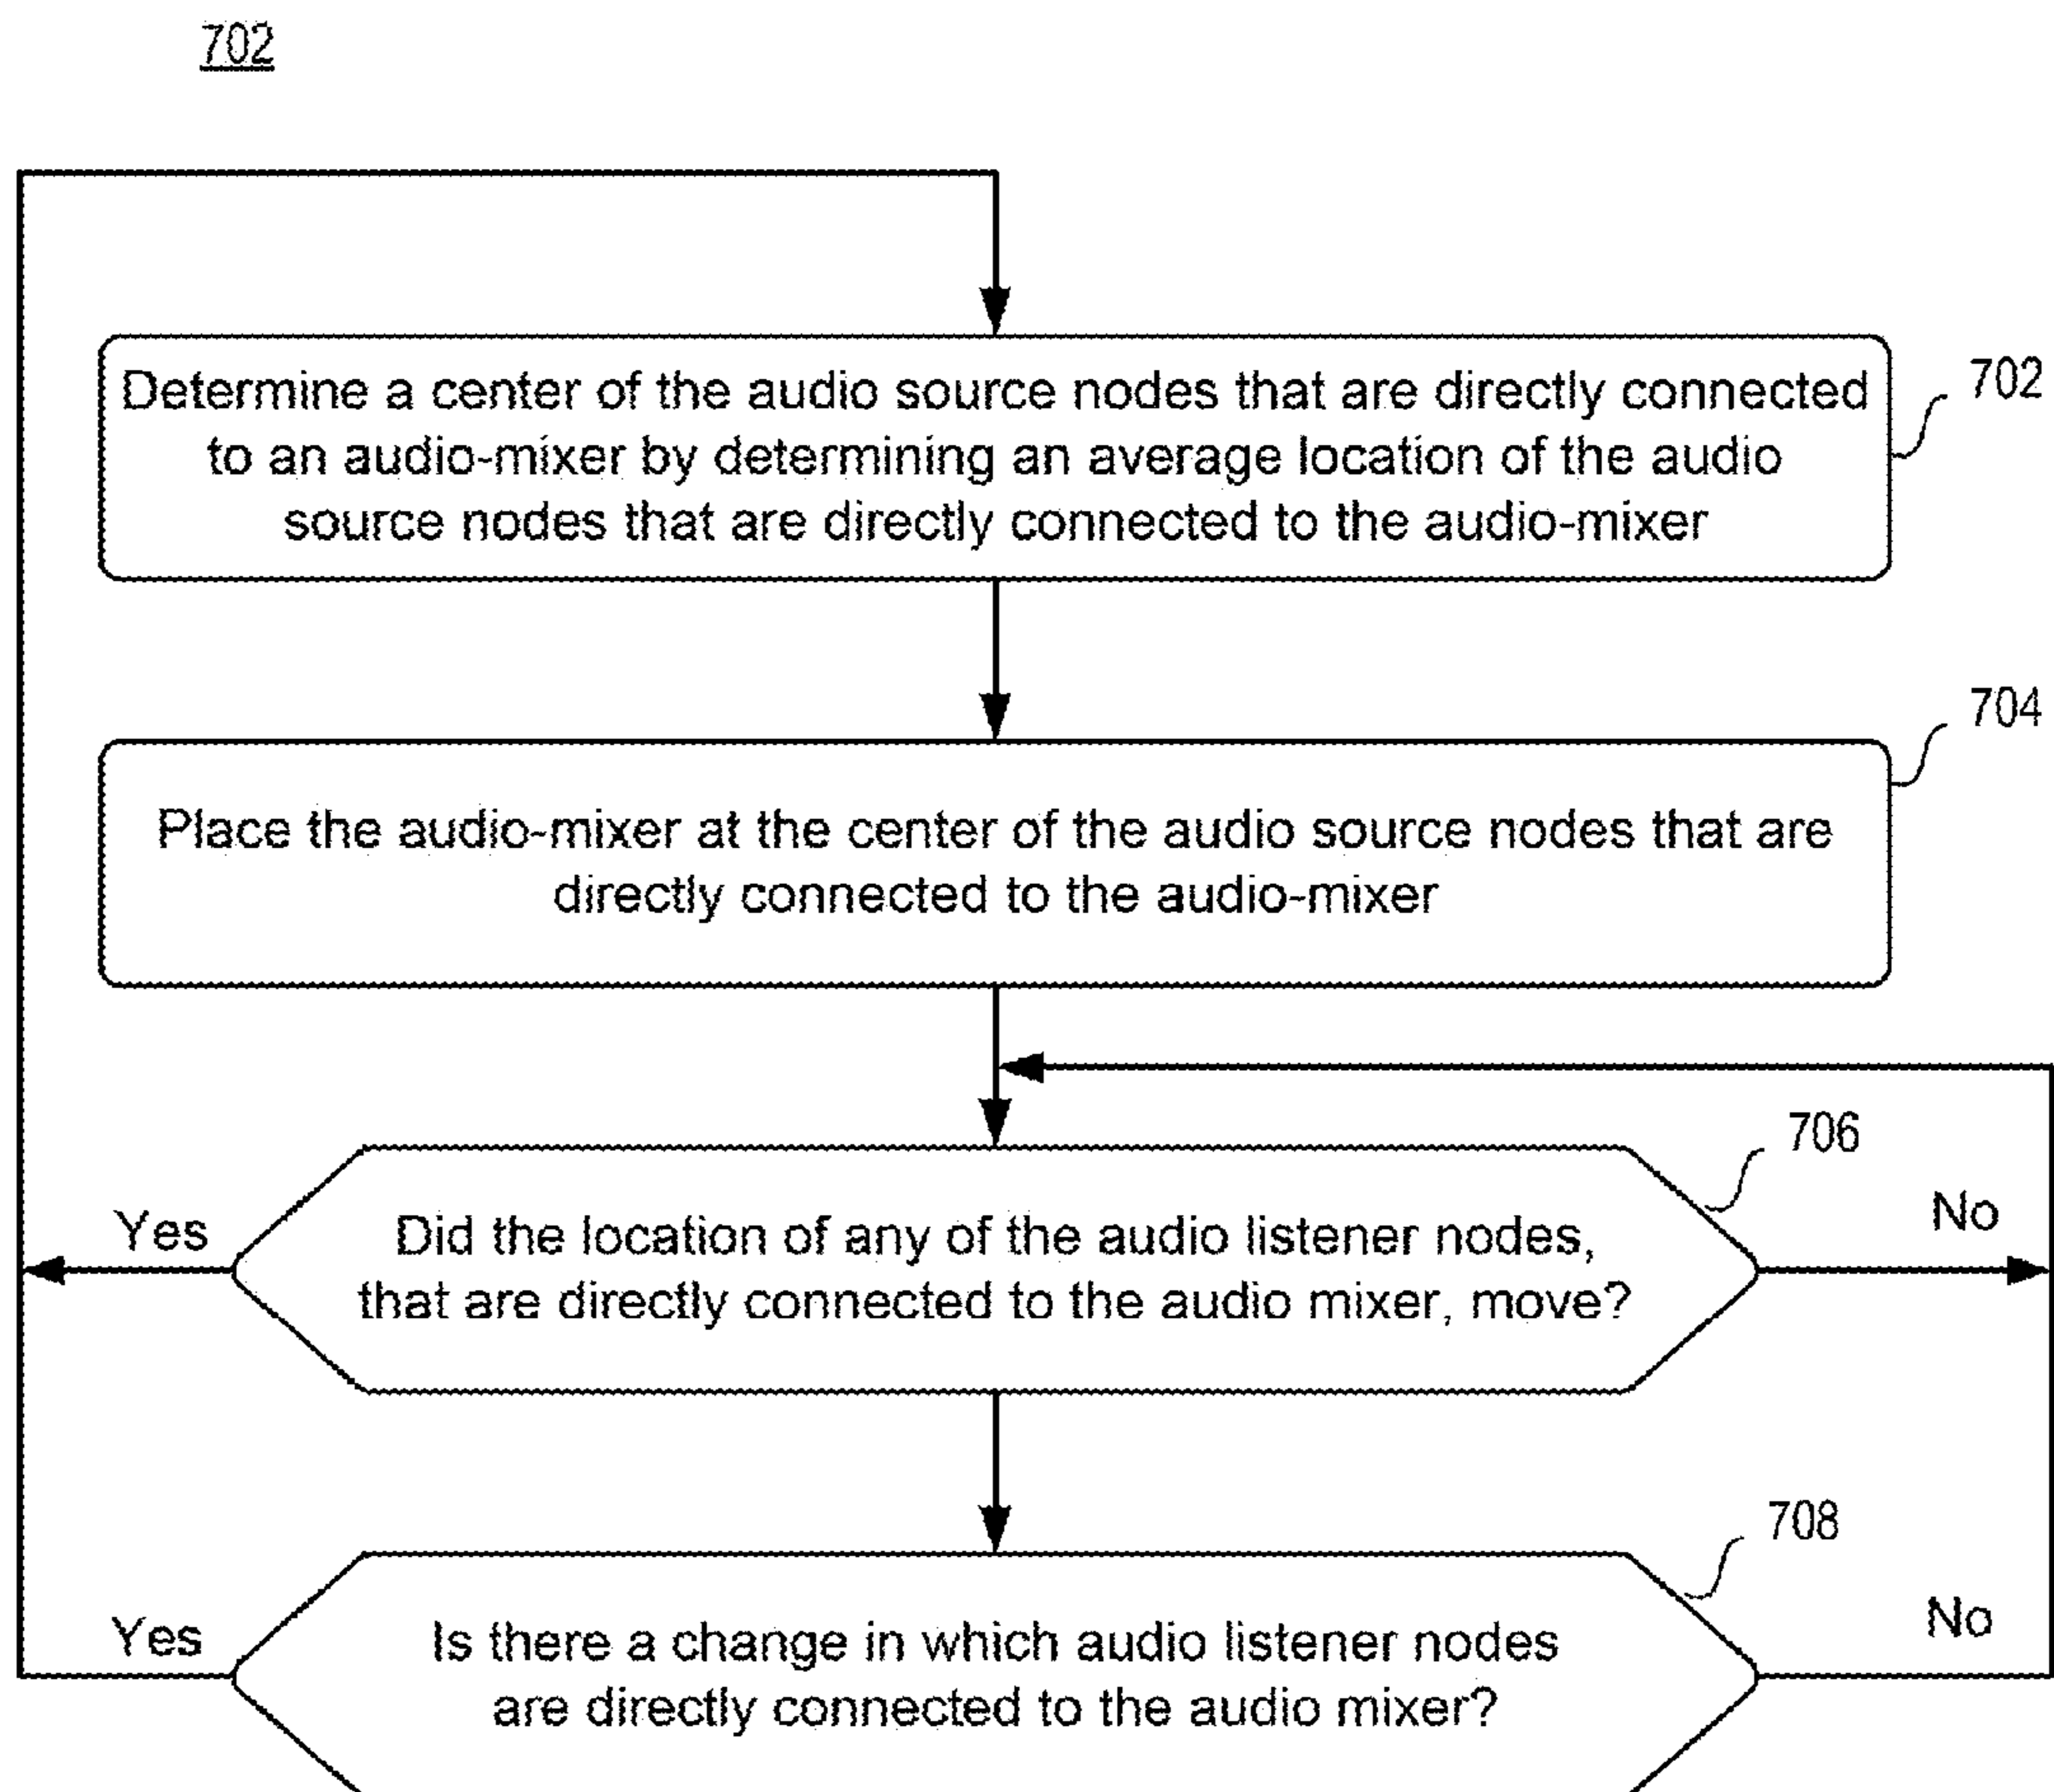 702
Determine a center of the audio source nodes that are directly connected
to an audio-mixer by determining an average location of the audio
source nodes that are directly connected to the audio-mixer
702
Place the audio-mixer at the center of the audio source nodes that are
directly connected to the audio-mixer
704
Did the location of any of the audio listener nodes,
that are directly connected to the audio mixer, move?
706
Yes
No
Is there a change in which audio listener nodes
are directly connected to the audio mixer?
708
Yes
No